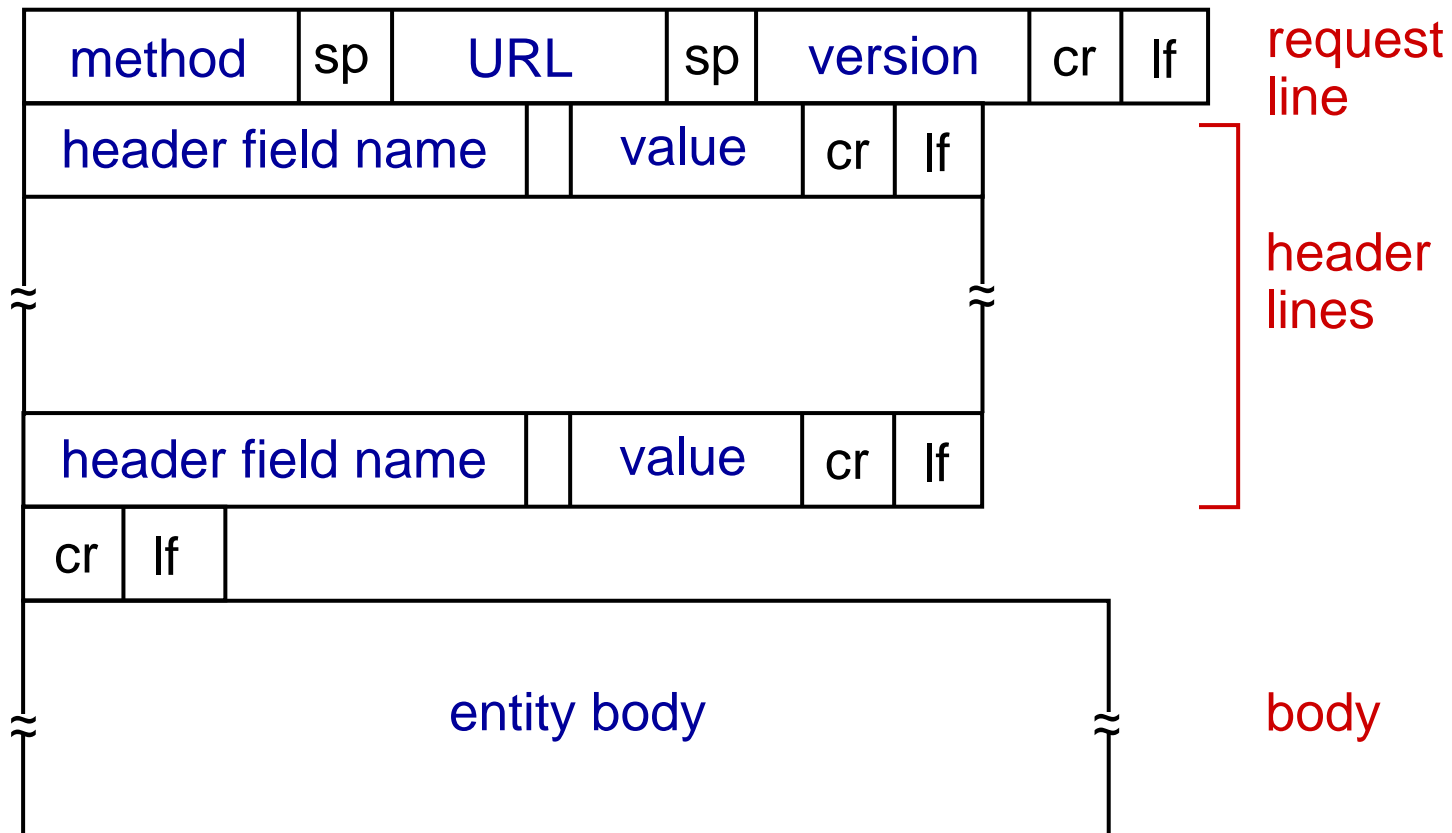 method sp URL sp version cr lf
request
line
header field name value cr lf
header
lines
header field name value cr lf
cr lf
entity body
body